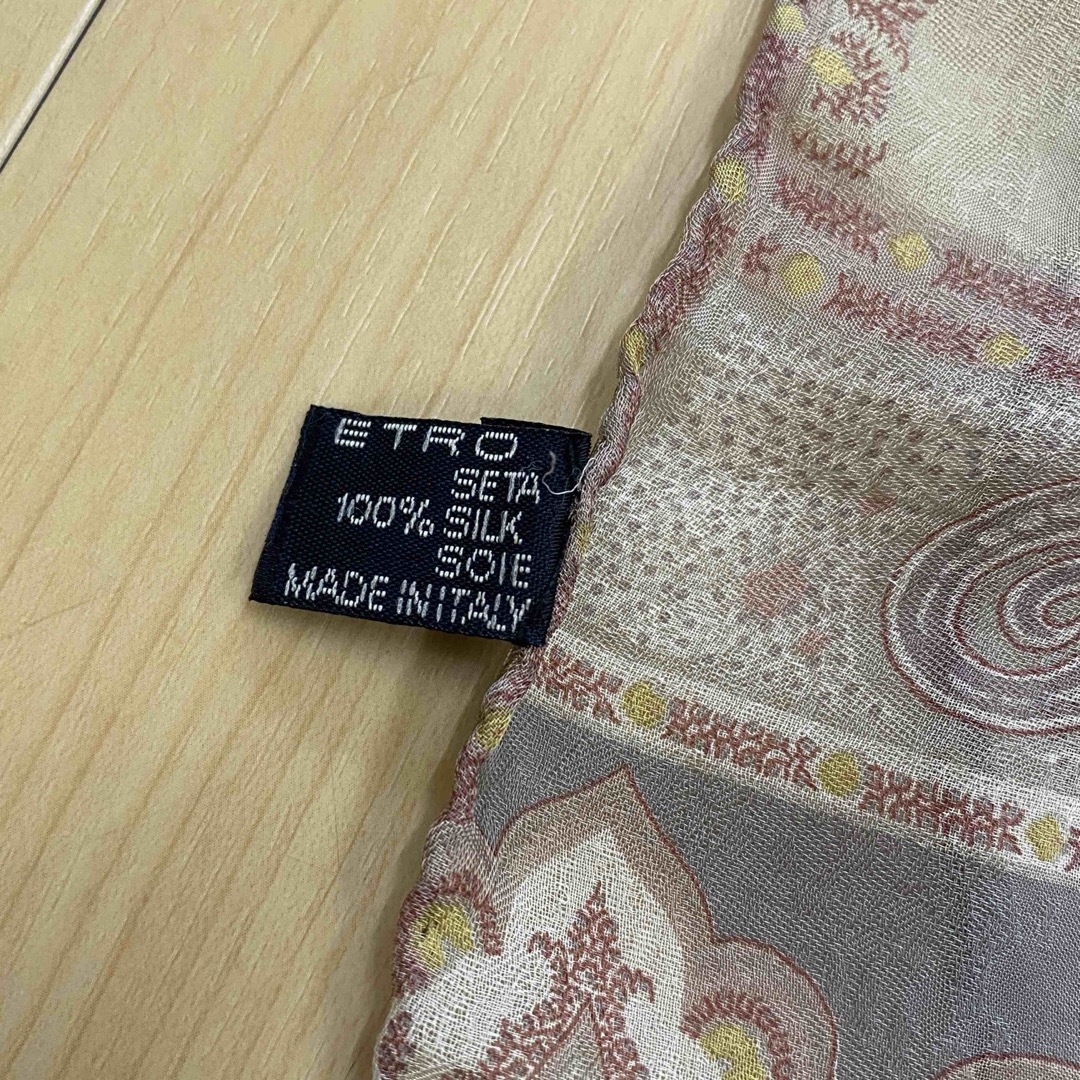 ETRO
SETA
100% SILK
SOIE
MADE IN ITALY